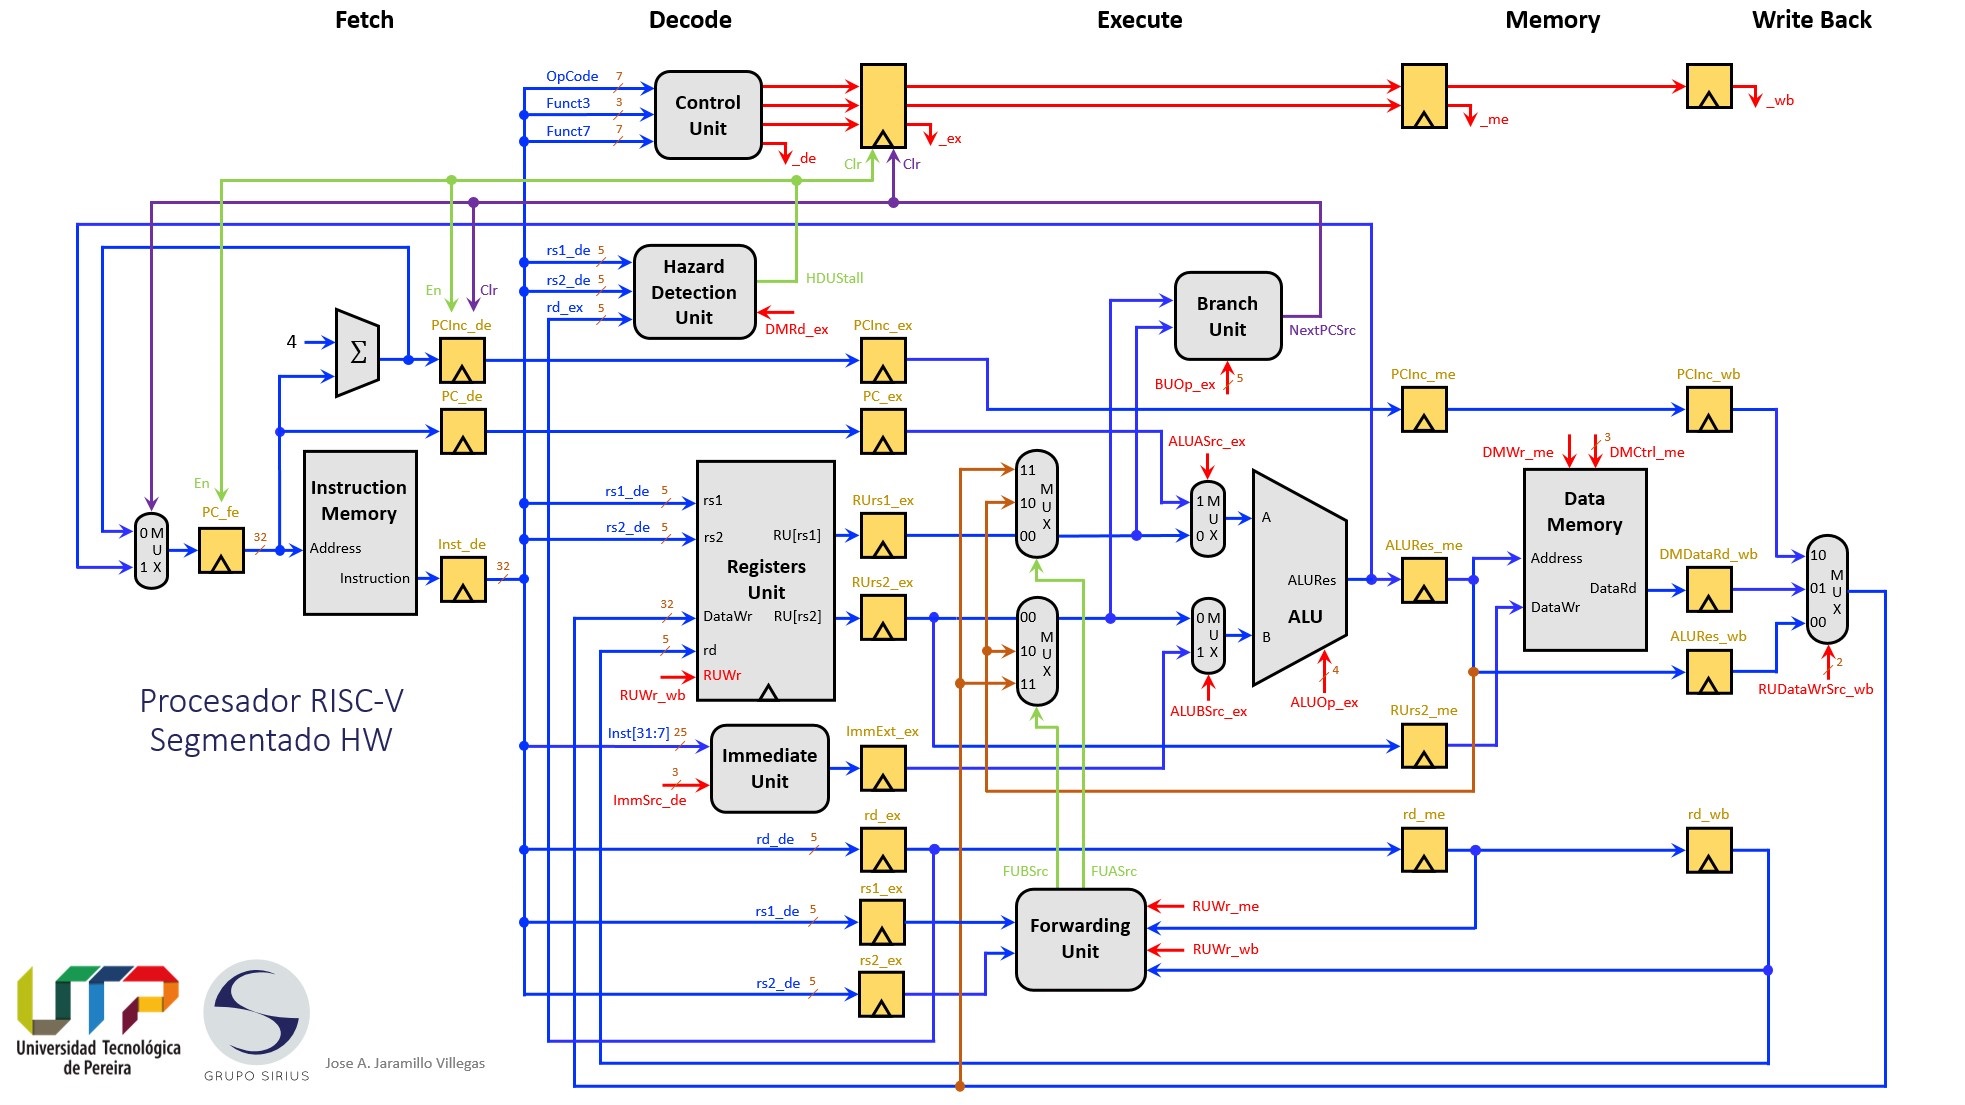 Fetch
Decode
Execute
Memory
Write Back
OpCode 7
Funct3 3
Funct7 7
Control
Unit
_de
_ex
_me
_wb
Clr
Clr
rs1_de 5
rs2_de 5
rd_ex 5
Hazard
Detection
Unit
HDUStall
DMRd_ex
En
Clr
Branch
Unit
NextPCSrc
BUOp_ex 5
4
Σ
PCInc_de
PCInc_ex
PCInc_me
PCInc_wb
PC_de
PC_ex
En
PC_fe
32
0 M
U
1 X
Instruction
Memory
Address
Instruction
Inst_de
32
rs1_de 5
rs2_de 5
32
5
RUWr_wb
rs1
rs2
RU[rs1]
Registers
Unit
DataWr
RU[rs2]
rd
RUWr
RUrs1_ex
RUrs2_ex
11
M
10
U
X
00
00
M
10
U
X
11
ALUASrc_ex
1 M
U
0 X
0 M
U
1 X
ALUBSrc_ex
A
ALURes
ALU
B
4
ALUOp_ex
ALURes_me
DMWr_me
3
DMCtrl_me
Data
Memory
Address
DataRd
DataWr
DMDataRd_wb
ALURes_wb
10
M
01 U
X
00
2
RUDataWrSrc_wb
RUrs2_me
Procesador RISC-V
Segmentado HW
Inst[31:7] 25
3
ImmSrc_de
Immediate
Unit
ImmExt_ex
rd_de 5
rd_ex
rd_me
rd_wb
rs1_de 5
rs1_ex
rs2_de 5
rs2_ex
FUBSrc
FUASrc
Forwarding
Unit
RUWr_me
RUWr_wb
UTP
Universidad Tecnológica
de Pereira
GRUPO SIRIUS
Jose A. Jaramillo Villegas